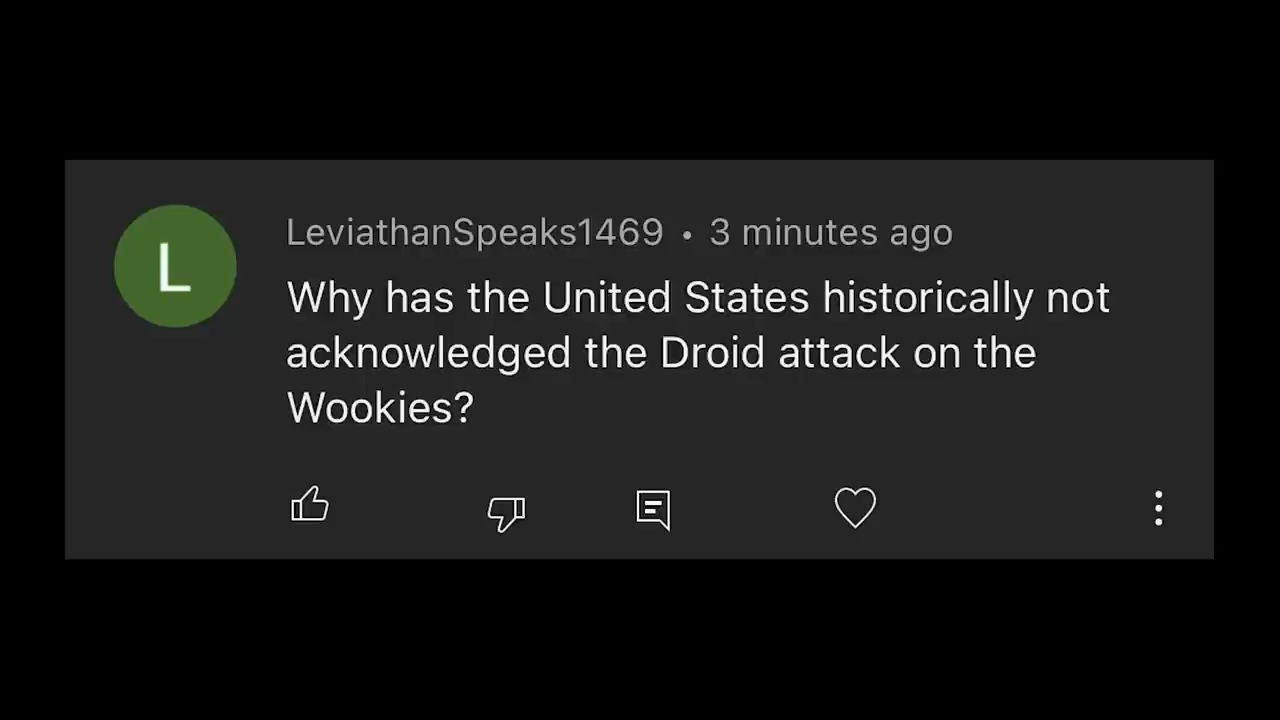 L
LeviathanSpeaks1469 • 3 minutes ago
Why has the United States historically not
acknowledged the Droid attack on the
Wookies?